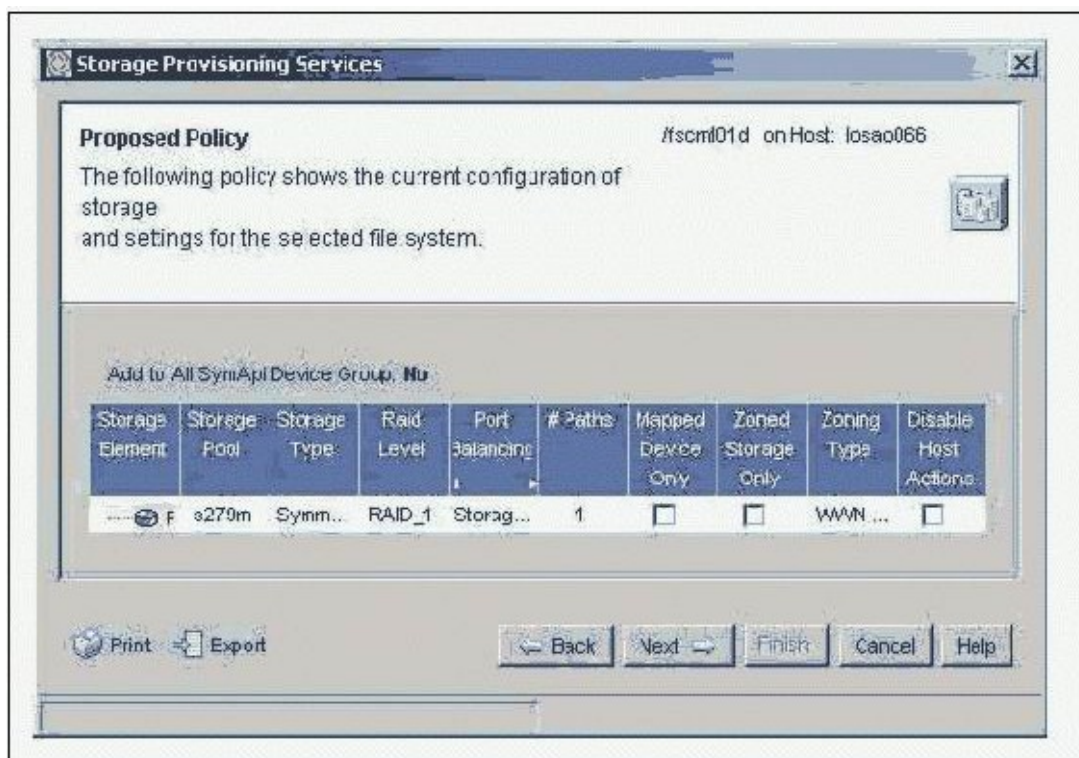 Storage Provisioning Services
Proposed Policy
/fscml01d on Host: losao066
The following policy shows the current configuration of
storage
and settings for the selected file system.
Add to All SymApi Device Group, No
Storage Element Storage Pool Storage Type Raid Level Port Balancing # Paths Mapped Device Only Zoned Storage Only Zoning Type Disable Host Actions
F s279m Symm... RAID_1 Storag... 1 WWN ...
Print Export Back Next Finish Cancel Help